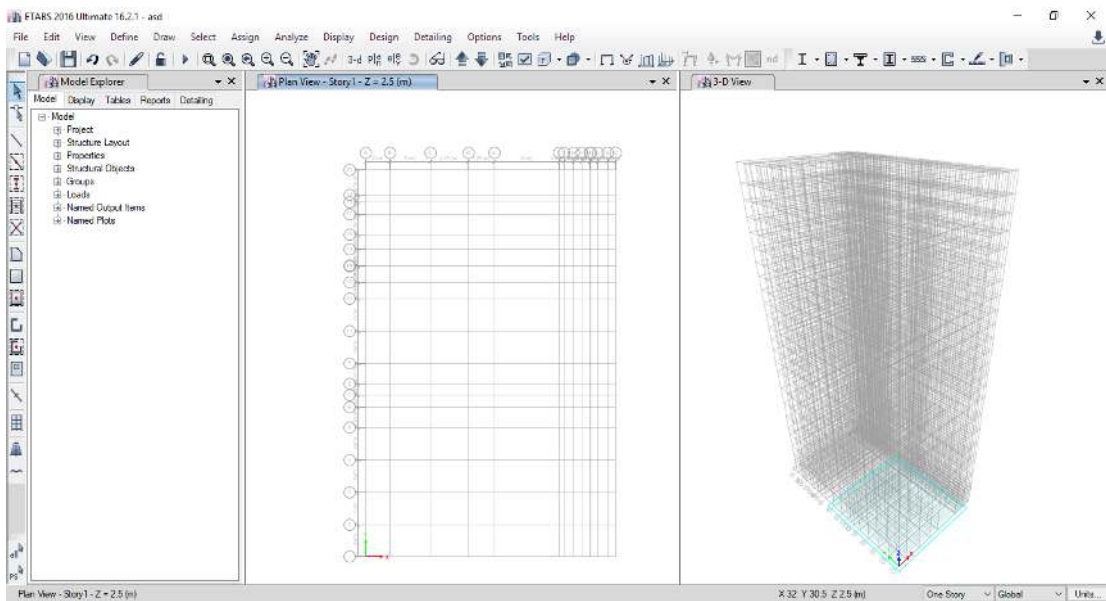 ETABS 2016 Ultimate 16.2.1 - asd
File Edit View Define Draw Select Assign Analyze Display Design Detailing Options Tools Help
3-d
nd
Model Explorer
Plan View - Story1 - Z = 2.5 (m)
3-D View
Model Display Tables Reports Detailing
Model
Project
Structure Layout
Properties
Structural Objects
Groups
Loads
Named Output Items
Named Plots
Plan View - Story1 - Z = 2.5 (m)
X 32 Y 30.5 Z 2.5 (m)
One Story
Global
Units...